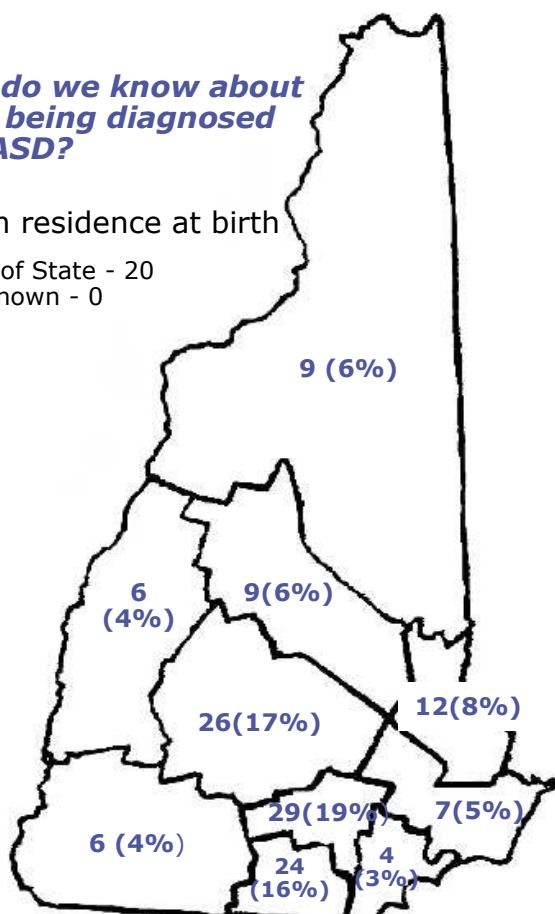 do we know about
being diagnosed
ASD?
residence at birth
of State - 20
nown - 0
9 (6%)
6
(4%)
9(6%)
12(8%)
26(17%)
29(19%)
7(5%)
6 (4%)
4
(3%)
24
(16%)